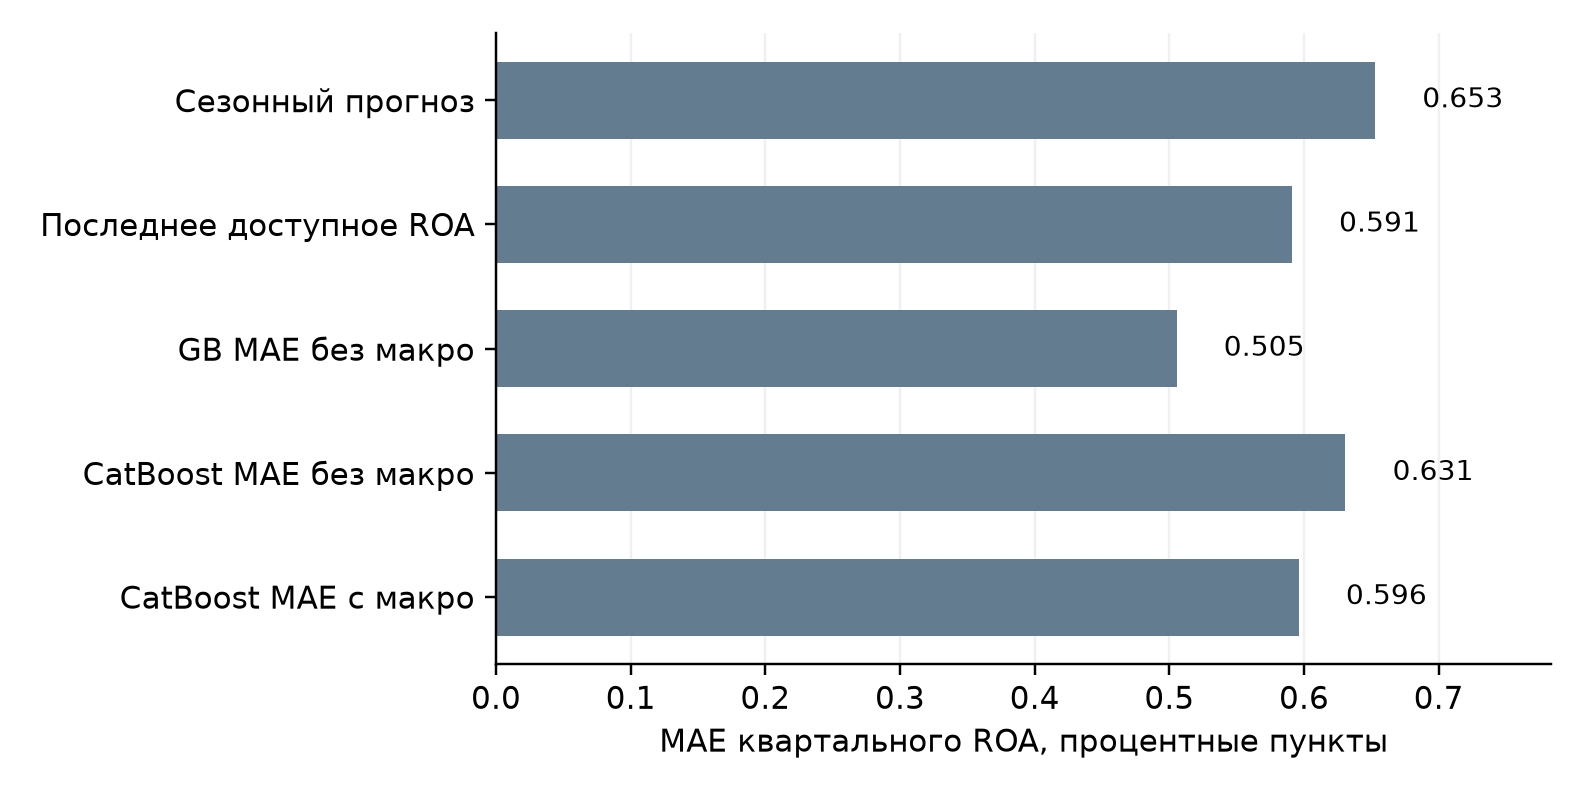 Сезонный прогноз
0.653
Последнее доступное ROA
0.591
GB MAE без макро
0.505
CatBoost MAE без макро
0.631
CatBoost MAE с макро
0.596
0.0 0.1 0.2 0.3 0.4 0.5 0.6 0.7
MAE квартального ROA, процентные пункты